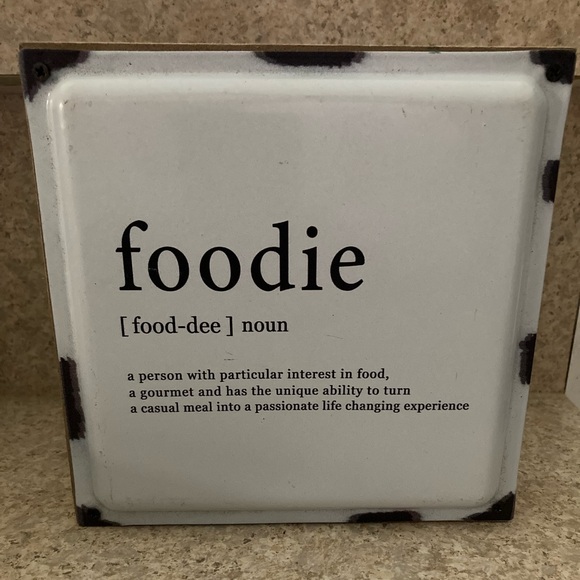 foodie
[ food-dee ] noun
a person with particular interest in food,
a gourmet and has the unique ability to turn
a casual meal into a passionate life changing experience